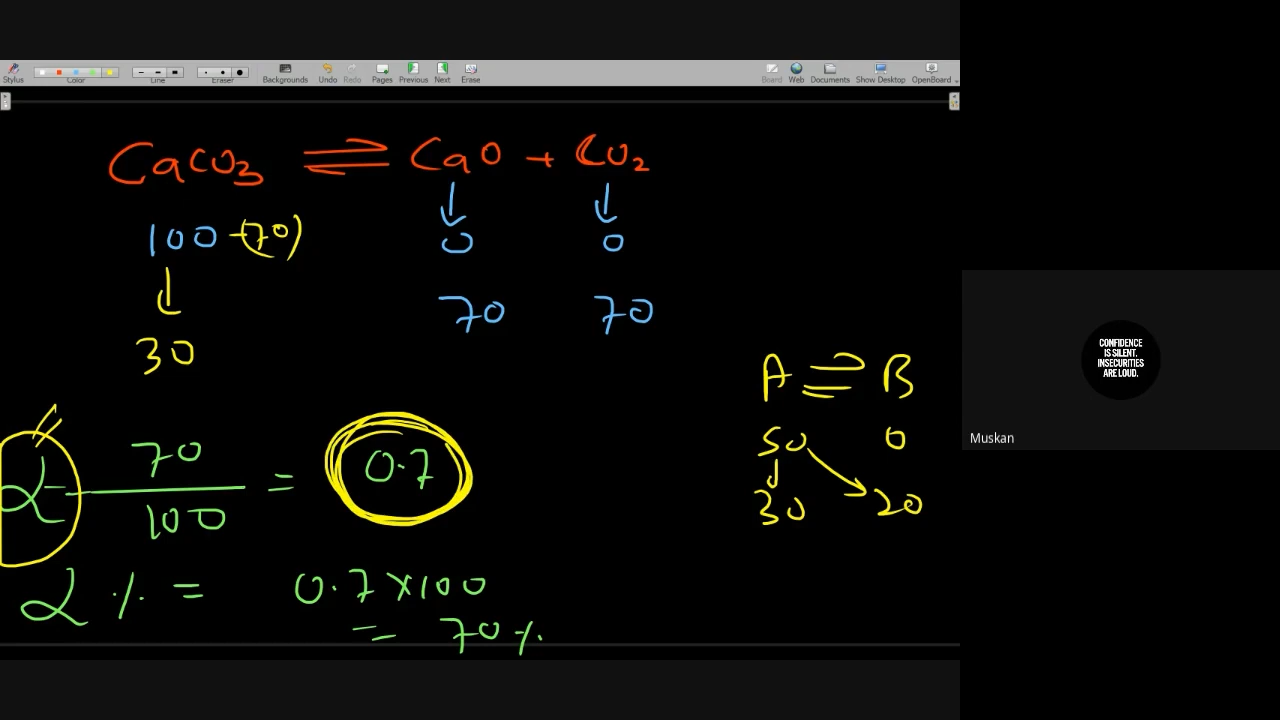 Stylus Color Line Eraser Backgrounds Undo Redo Pages Previous Next Erase Board Web Documents Show Desktop OpenBoard
CaCO3 ⇌ CaO + CO2
100 -(70) ↓ ↓
0 0
↓
30 70 70
A ⇌ B
50 0
↓
30 20
α = 70/100 = 0.7
α % = 0.7×100
= 70%
CONFIDENCE
IS SILENT.
INSECURITIES
ARE LOUD.
Muskan